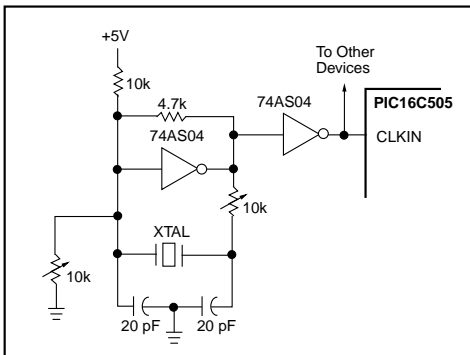 +5V
To Other
Devices
10k
4.7k
74AS04
PIC16C505
74AS04
CLKIN
10k
XTAL
10k
20 pF
20 pF